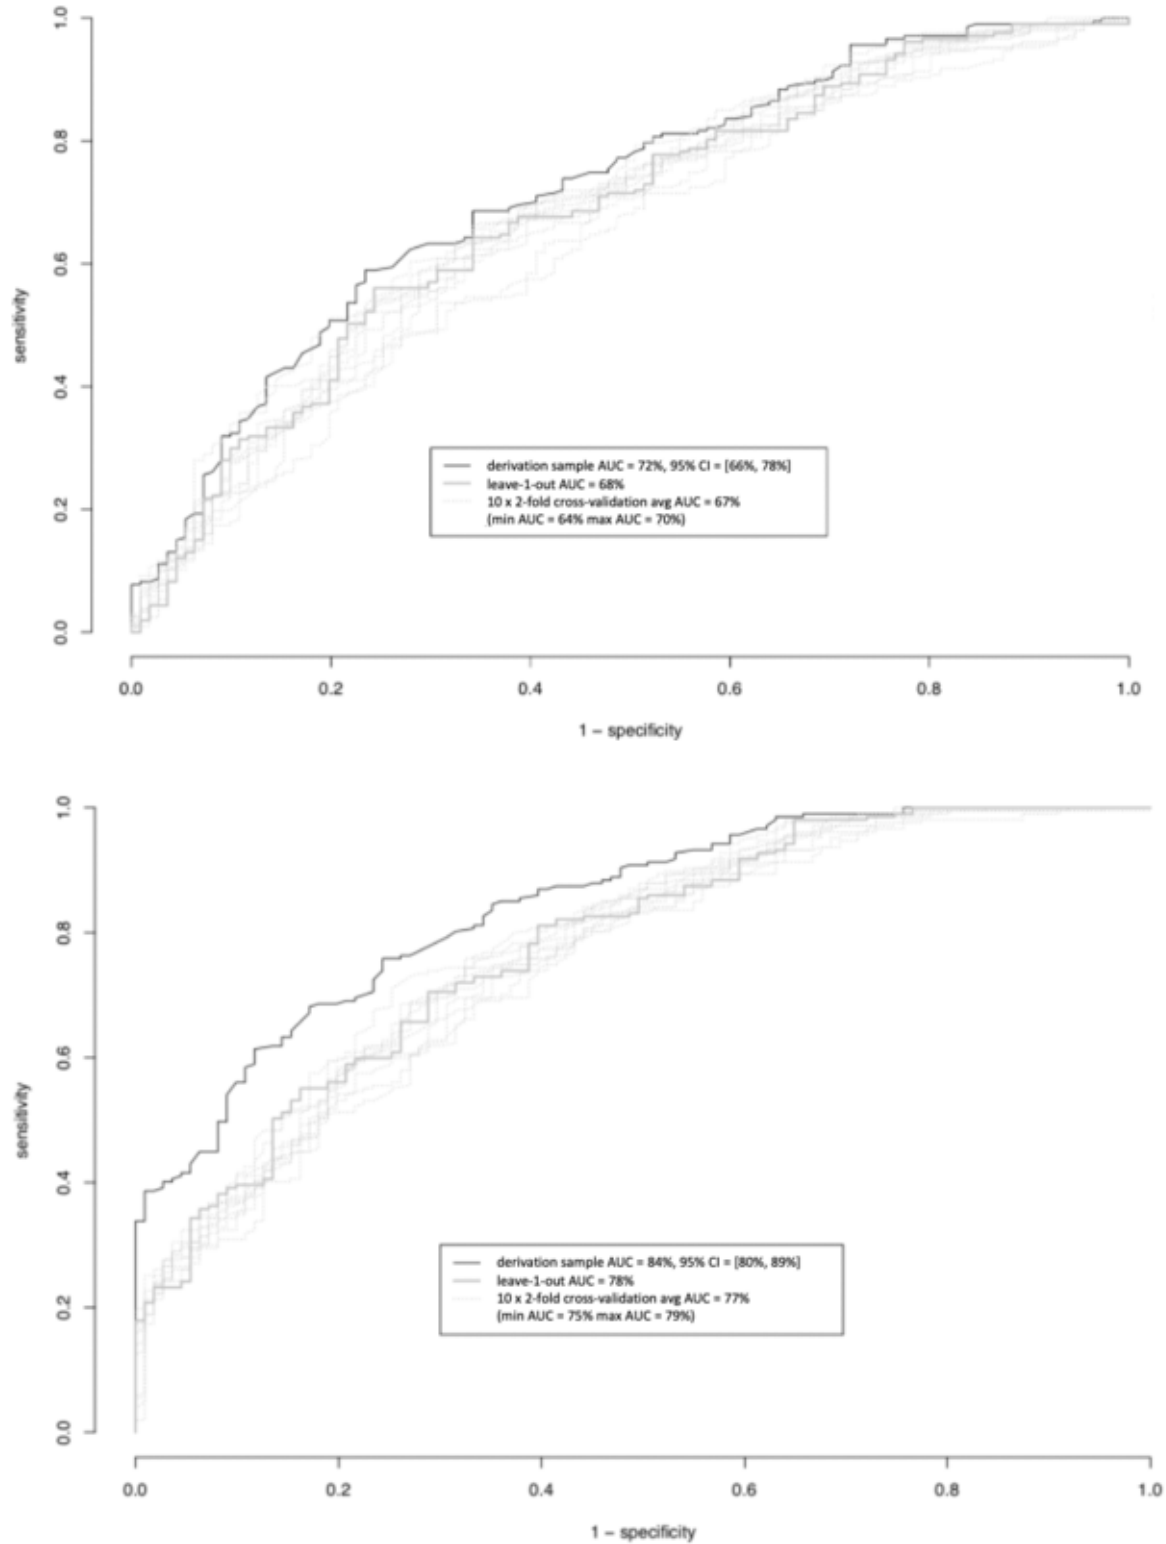 1.0
0.8
0.6
0.4
0.2
0.0
sensitivity
derivation sample AUC = 72%, 95% CI = [66%, 78%]
leave-1-out AUC = 68%
10 x 2-fold cross-validation avg AUC = 67%
(min AUC = 64% max AUC = 70%)
0.0 0.2 0.4 0.6 0.8 1.0
1 – specificity
1.0
0.8
0.6
0.4
0.2
0.0
sensitivity
derivation sample AUC = 84%, 95% CI = [80%, 89%]
leave-1-out AUC = 78%
10 x 2-fold cross-validation avg AUC = 77%
(min AUC = 75% max AUC = 79%)
0.0 0.2 0.4 0.6 0.8 1.0
1 – specificity